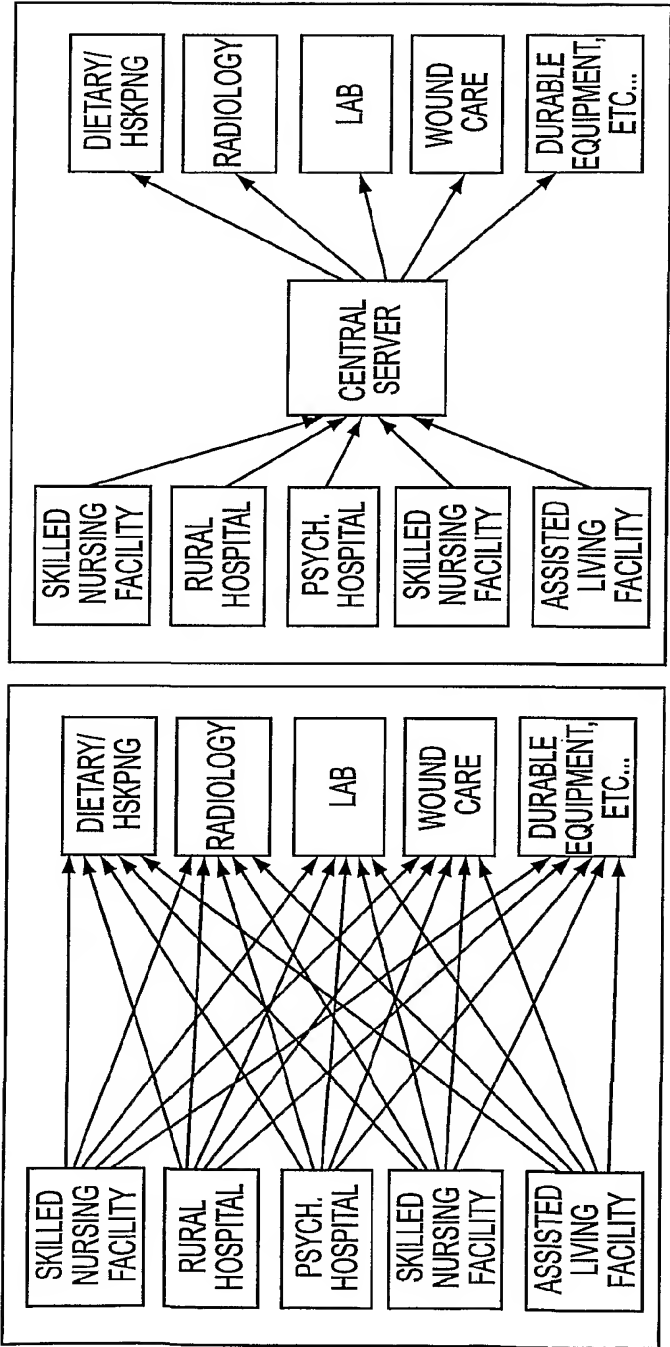 SKILLED
NURSING
FACILITY
RURAL
HOSPITAL
PSYCH.
HOSPITAL
SKILLED
NURSING
FACILITY
ASSISTED
LIVING
FACILITY
DIETARY/
HSKPNG
RADIOLOGY
LAB
WOUND
CARE
DURABLE
EQUIPMENT,
ETC...
SKILLED
NURSING
FACILITY
RURAL
HOSPITAL
PSYCH.
HOSPITAL
SKILLED
NURSING
FACILITY
ASSISTED
LIVING
FACILITY
CENTRAL
SERVER
DIETARY/
HSKPNG
RADIOLOGY
LAB
WOUND
CARE
DURABLE
EQUIPMENT,
ETC...